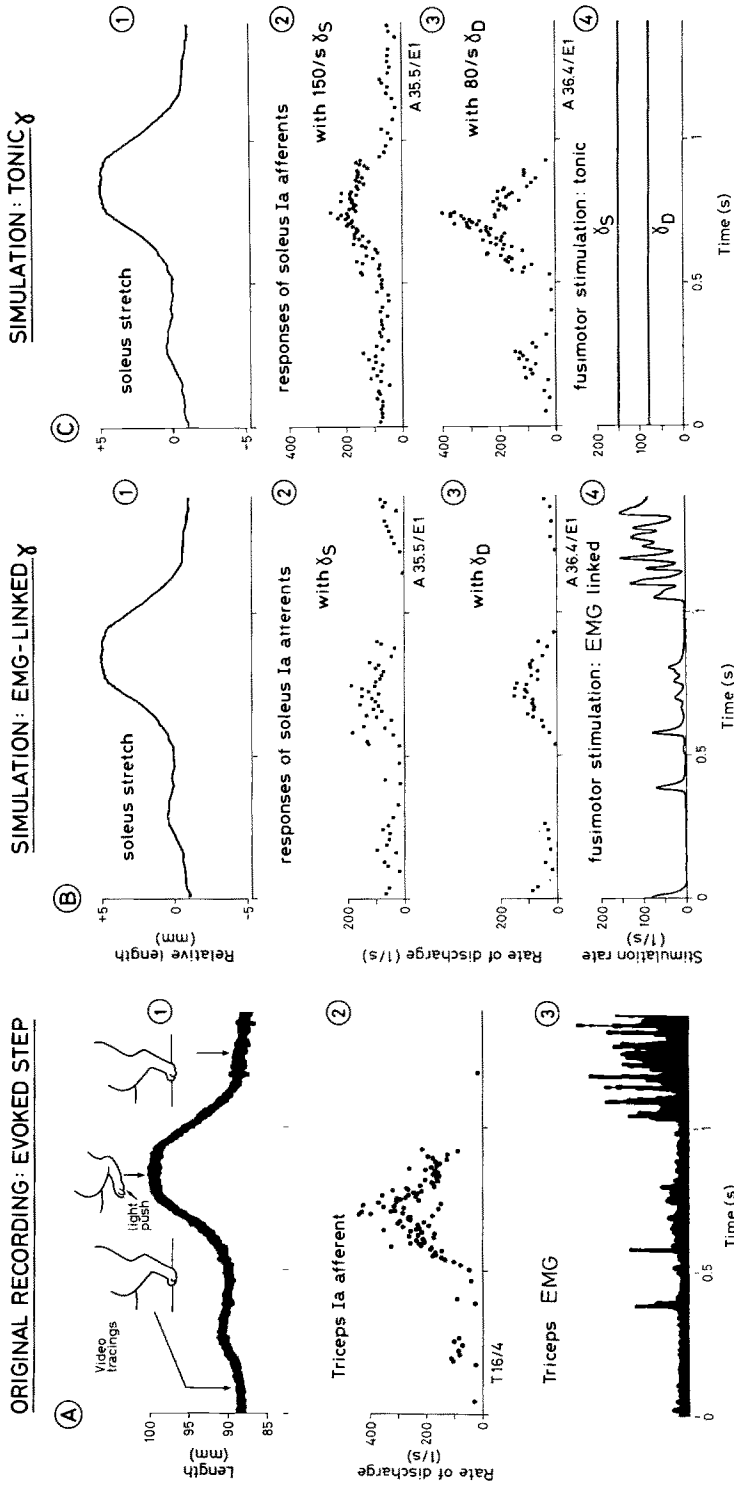 ORIGINAL RECORDING: EVOKED STEP
A
1
Video
tracings
light
push
100
95
90
85
Length
(mm)
2
Triceps Ia afferent
400
200
0
Rate of discharge
(1/s)
T16/4
3
Triceps EMG
0
0.5
1
Time (s)
SIMULATION: EMG-LINKED γ
B
1
soleus stretch
+5
0
-5
Relative length
(mm)
responses of soleus Ia afferents
2
with γS
200
0
A 35.5/E1
3
with γD
200
0
Rate of discharge (1/s)
A 36.4/E1
fusimotor stimulation: EMG linked
4
200
100
0
Stimulation rate
(1/s)
0
0.5
1
Time (s)
SIMULATION: TONIC γ
C
1
soleus stretch
+5
0
-5
responses of soleus Ia afferents
2
with 150/s γS
400
200
0
A 35.5/E1
3
with 80/s γD
400
200
0
A 36.4/E1
fusimotor stimulation: tonic
4
200
100
0
γS
γD
0
0.5
1
Time (s)